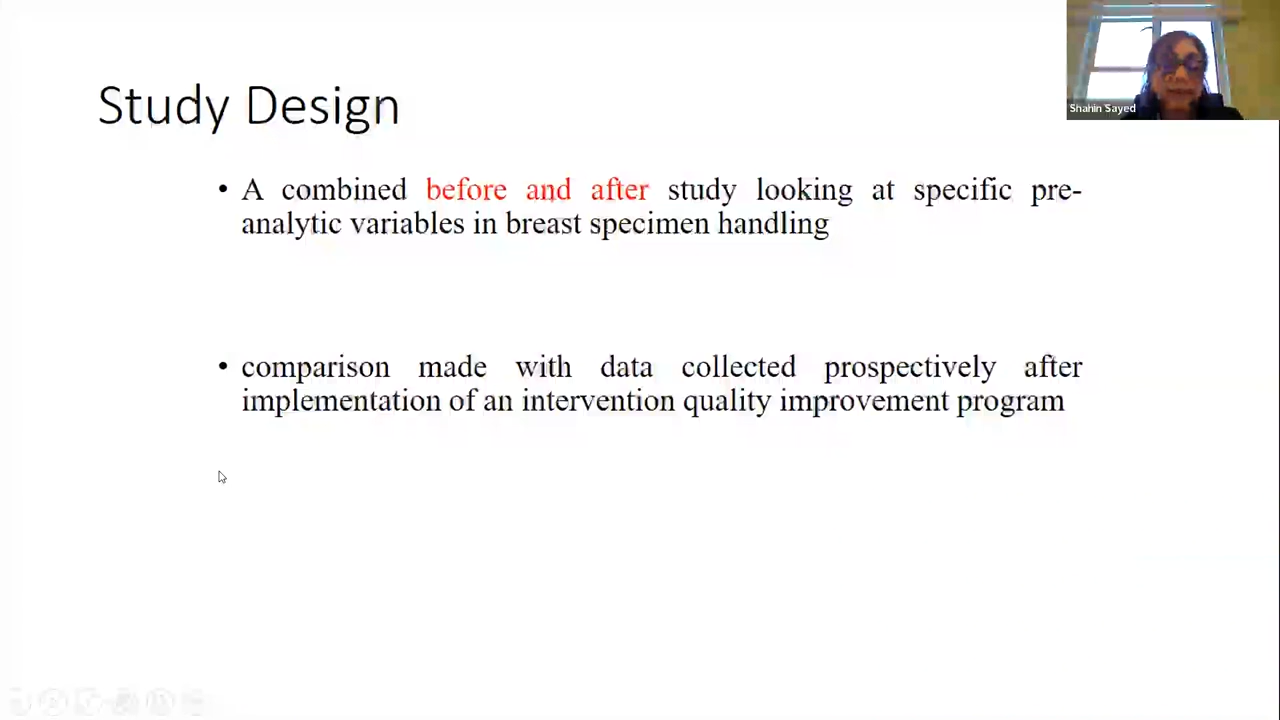 Study Design
Shahin Sayed
• A combined before and after study looking at specific pre-
analytic variables in breast specimen handling
• comparison made with data collected prospectively after
implementation of an intervention quality improvement program